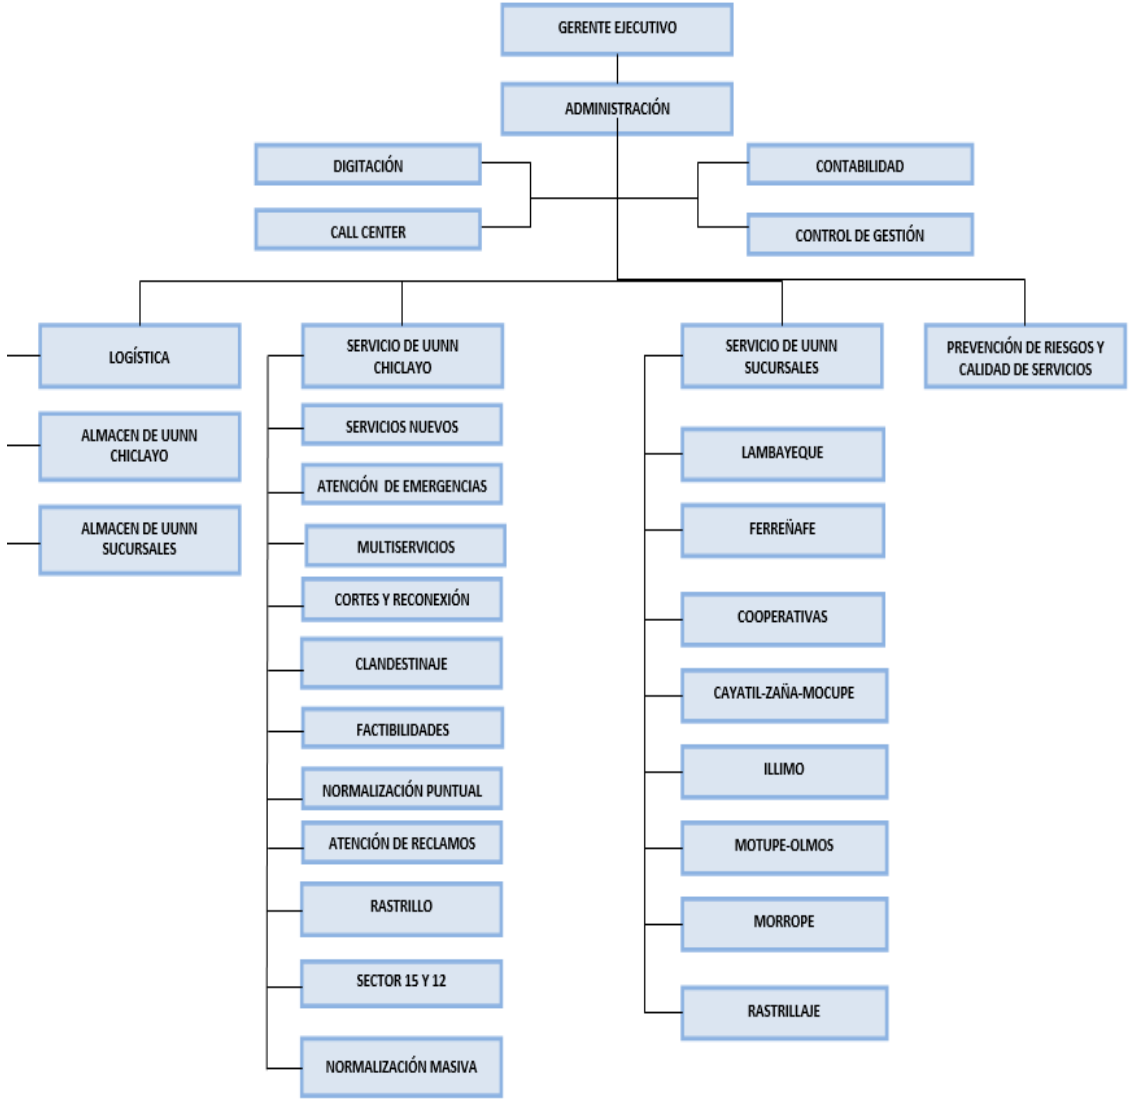 GERENTE EJECUTIVO
ADMINISTRACIÓN
DIGITACIÓN
CONTABILIDAD
CALL CENTER
CONTROL DE GESTIÓN
LOGÍSTICA
ALMACEN DE UUNN
CHICLAYO
ALMACEN DE UUNN
SUCURSALES
SERVICIO DE UUNN
CHICLAYO
SERVICIOS NUEVOS
ATENCIÓN DE EMERGENCIAS
MULTISERVICIOS
CORTES Y RECONEXIÓN
CLANDESTINAJE
FACTIBILIDADES
NORMALIZACIÓN PUNTUAL
ATENCIÓN DE RECLAMOS
RASTRILLO
SECTOR 15 Y 12
NORMALIZACIÓN MASIVA
SERVICIO DE UUNN
SUCURSALES
LAMBAYEQUE
FERREÑAFE
COOPERATIVAS
CAYATIL-ZAÑA-MOCUPE
ILLIMO
MOTUPE-OLMOS
MORROPE
RASTRILLAJE
PREVENCIÓN DE RIESGOS Y
CALIDAD DE SERVICIOS